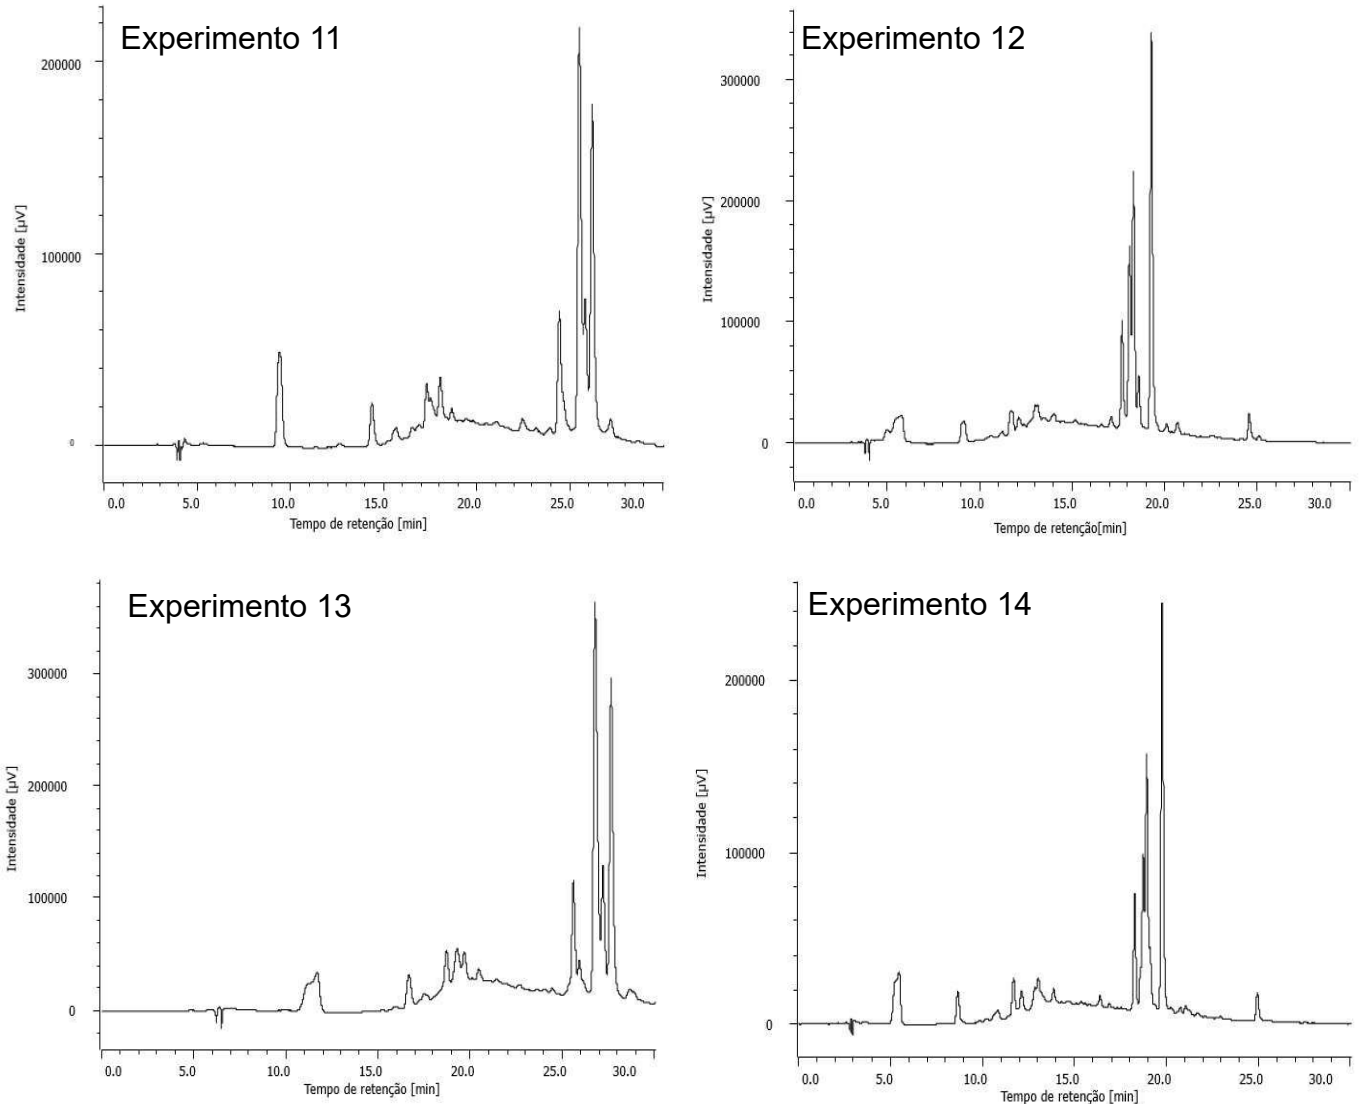 Experimento 11
200000
100000
0
Intensidade [µV]
0.0 5.0 10.0 15.0 20.0 25.0 30.0
Tempo de retenção [min]
Experimento 12
300000
200000
100000
0
Intensidade [µV]
0.0 5.0 10.0 15.0 20.0 25.0 30.0
Tempo de retenção[min]
Experimento 13
300000
200000
100000
0
Intensidade [µV]
0.0 5.0 10.0 15.0 20.0 25.0 30.0
Tempo de retenção [min]
Experimento 14
200000
100000
0
Intensidade [µV]
0.0 5.0 10.0 15.0 20.0 25.0 30.0
Tempo de retenção [min]